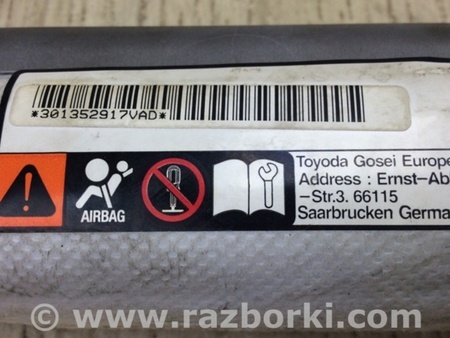 *301352917VAD*
AIRBAG
Toyoda Gosei Europe
Address : Ernst-Ab
-Str.3. 66115
Saarbrucken Germa
www.razborki.com